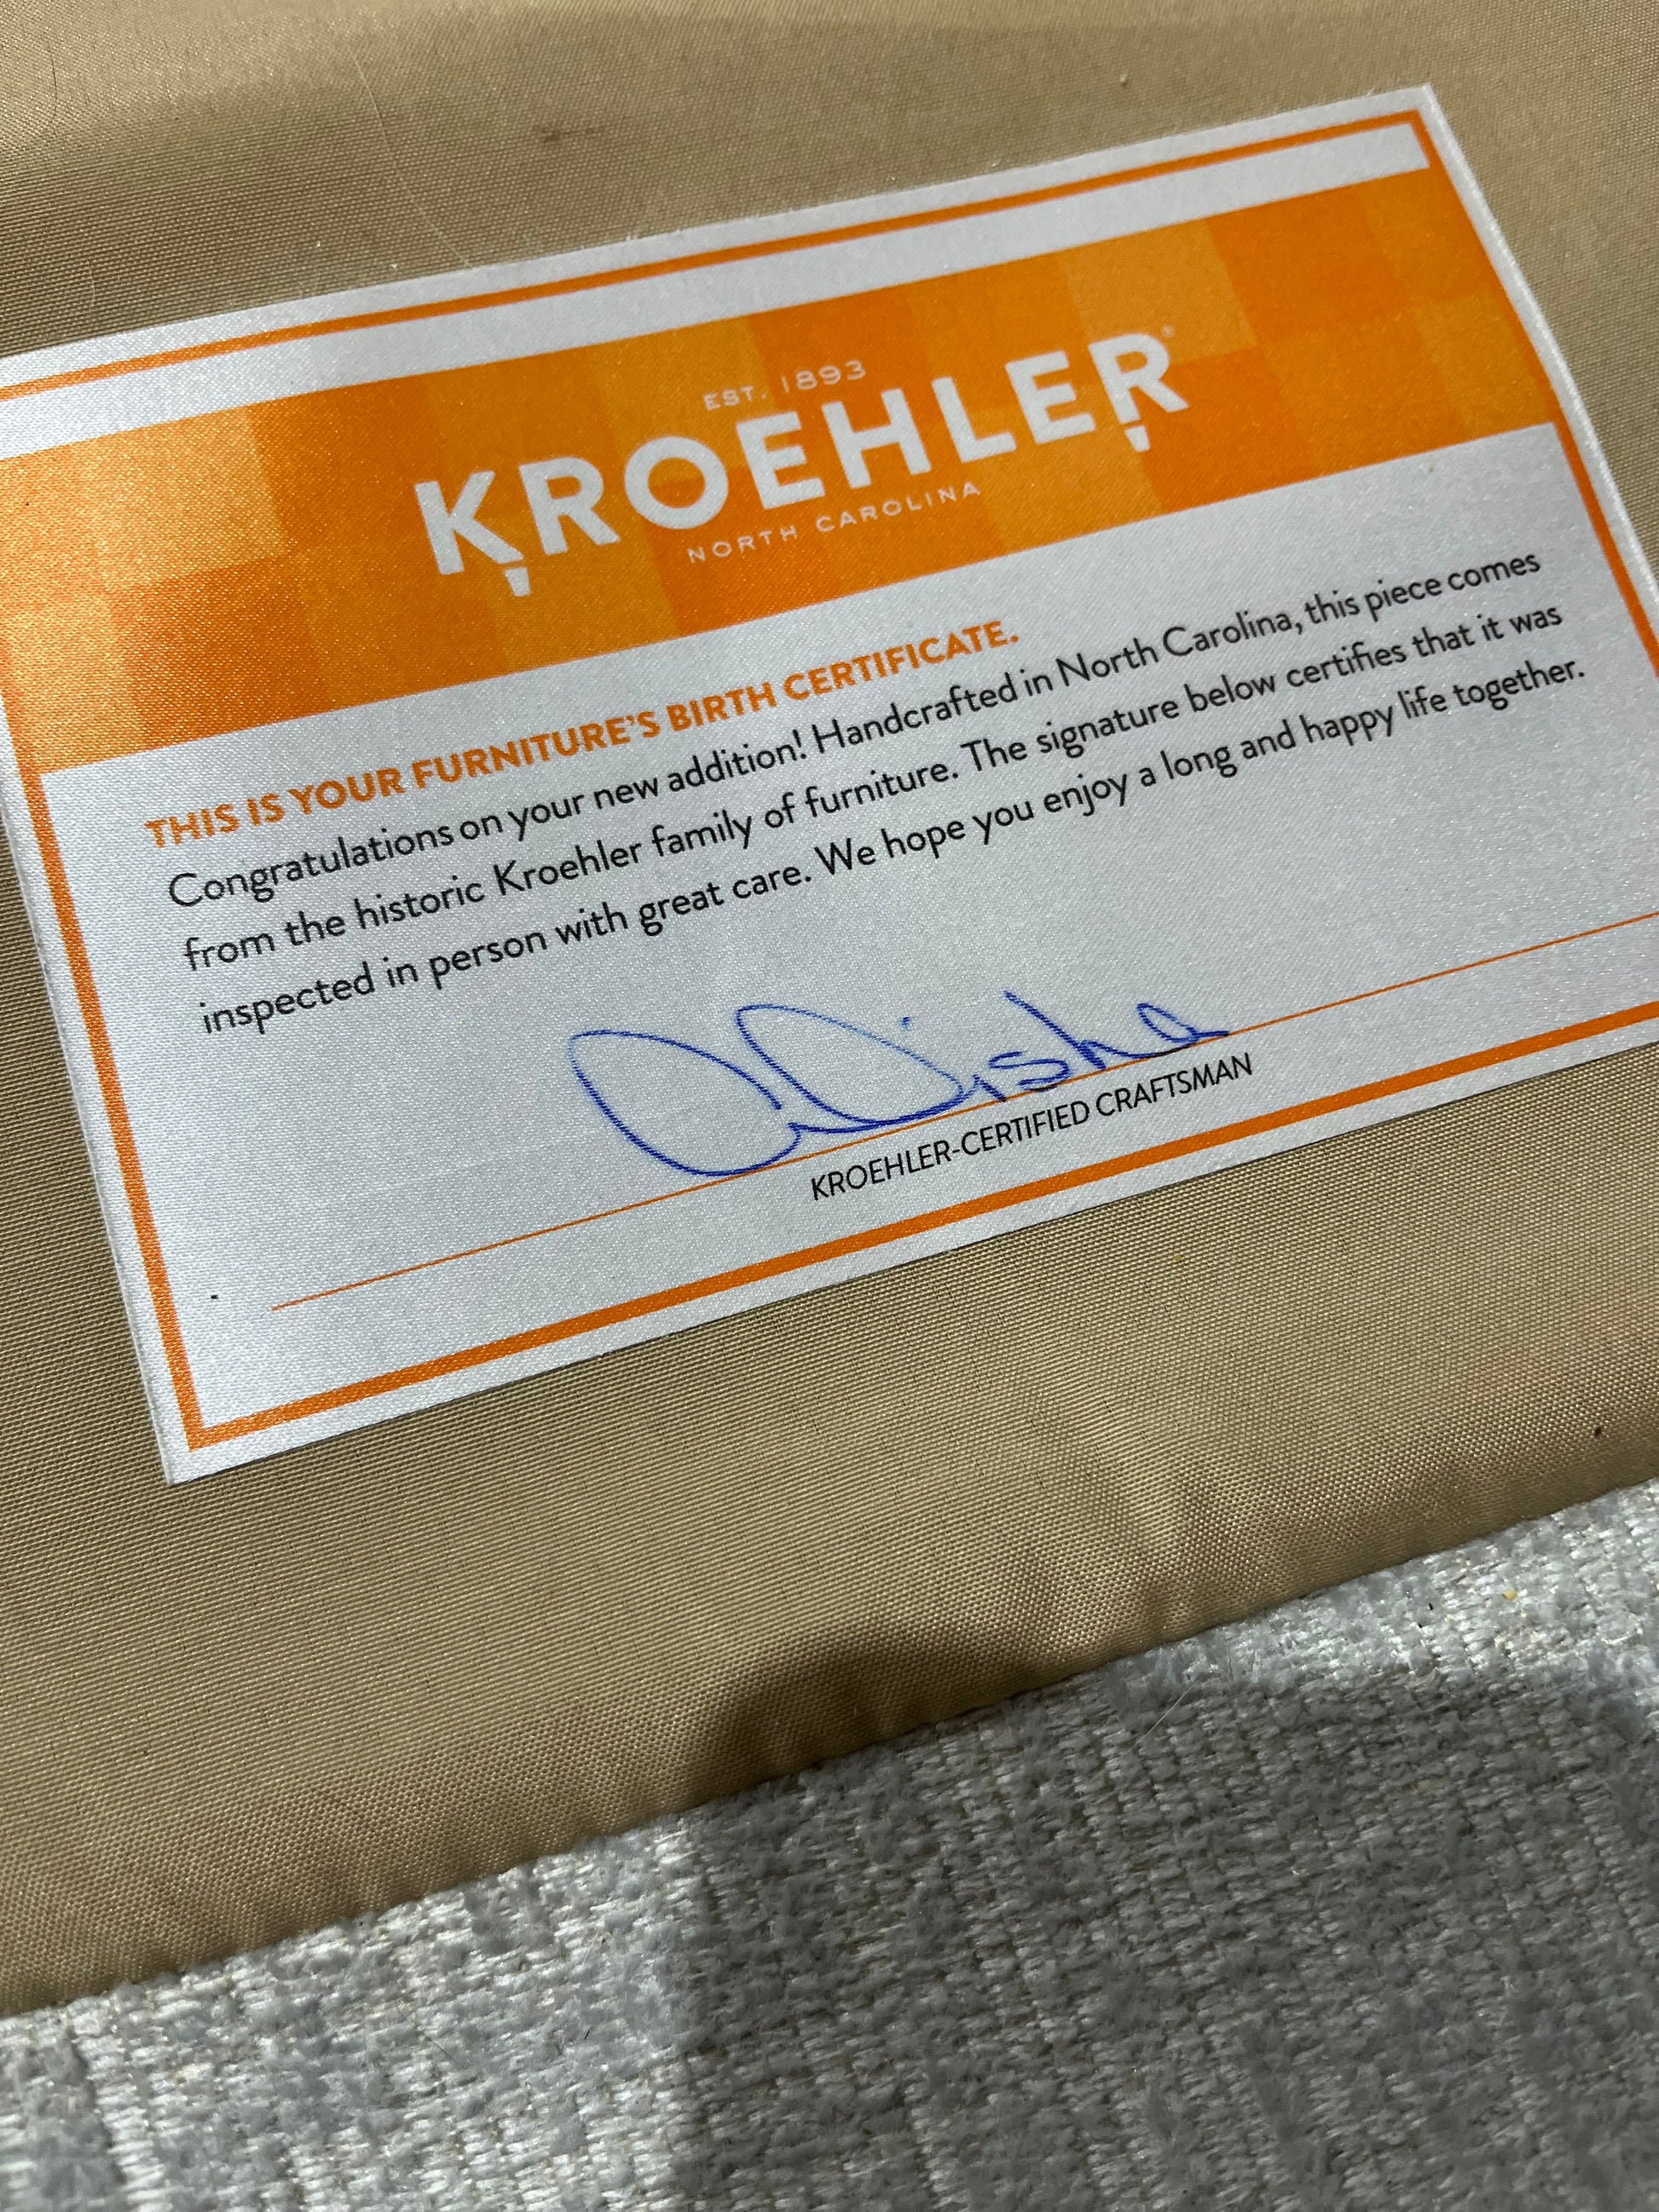 EST. 1893
KROEHLER®
NORTH CAROLINA
THIS IS YOUR FURNITURE'S BIRTH CERTIFICATE.
Congratulations on your new addition! Handcrafted in North Carolina, this piece comes
from the historic Kroehler family of furniture. The signature below certifies that it was
inspected in person with great care. We hope you enjoy a long and happy life together.
KROEHLER-CERTIFIED CRAFTSMAN